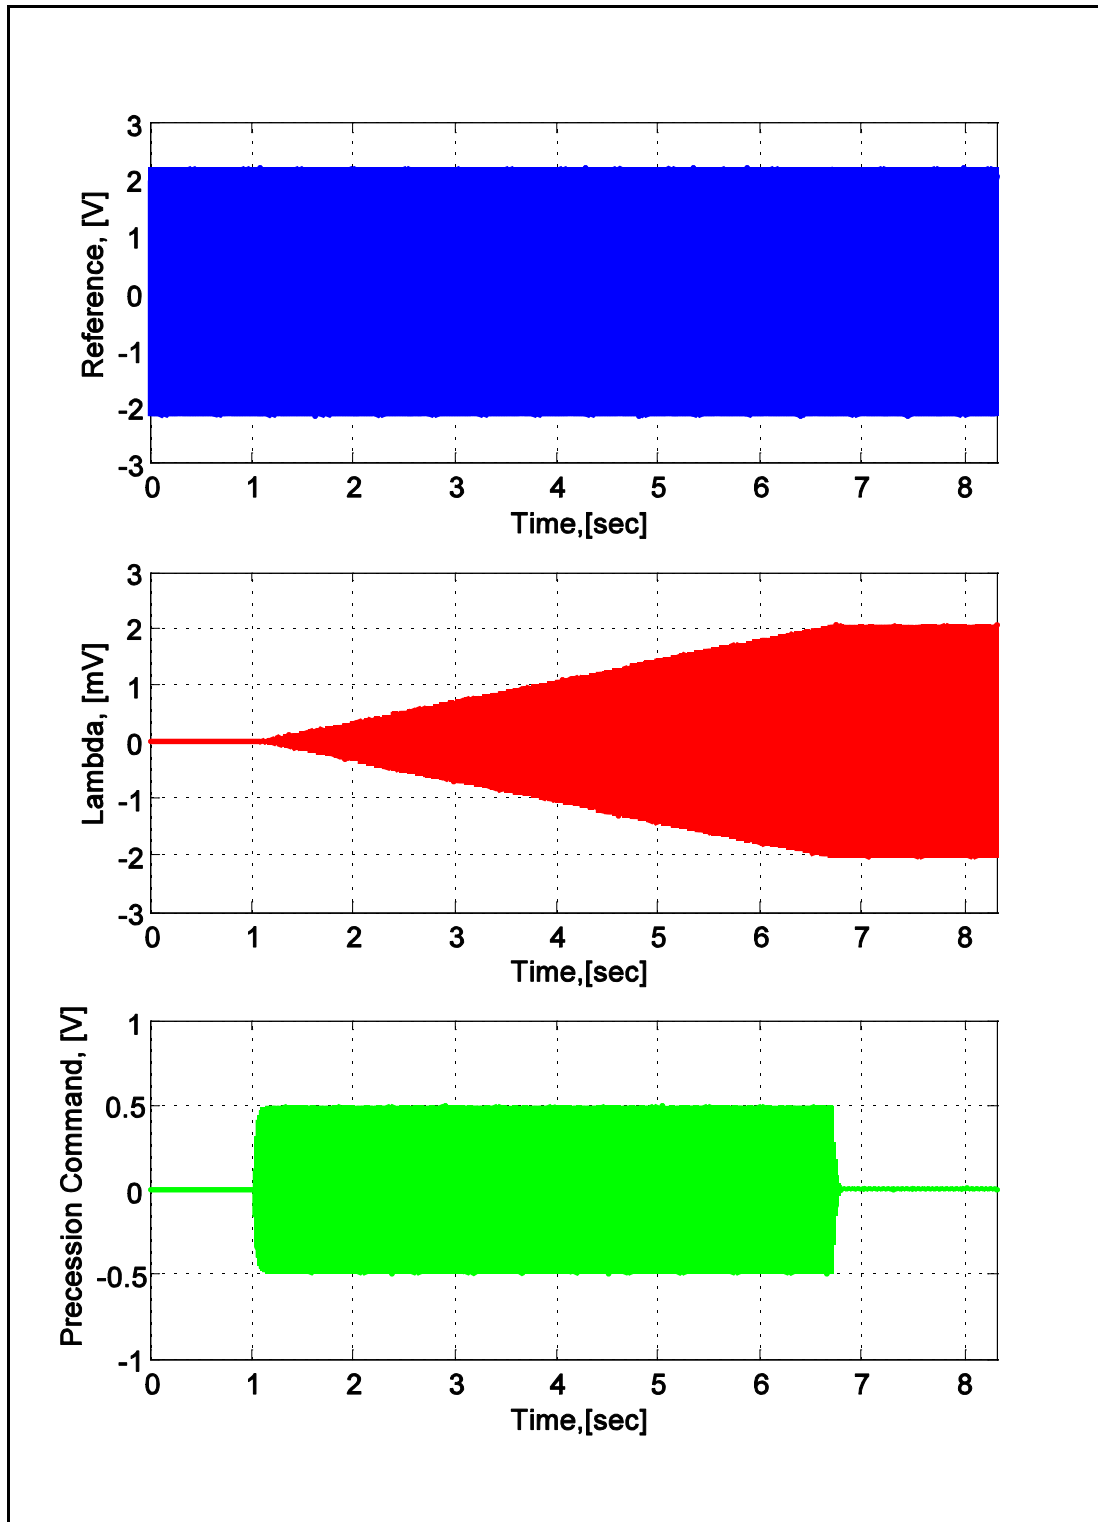 Reference, [V]
3
2
1
0
-1
-2
-3
0 1 2 3 4 5 6 7 8
Time,[sec]
Lambda, [mV]
3
2
1
0
-1
-2
-3
0 1 2 3 4 5 6 7 8
Time,[sec]
Precession Command, [V]
1
0.5
0
-0.5
-1
0 1 2 3 4 5 6 7 8
Time,[sec]